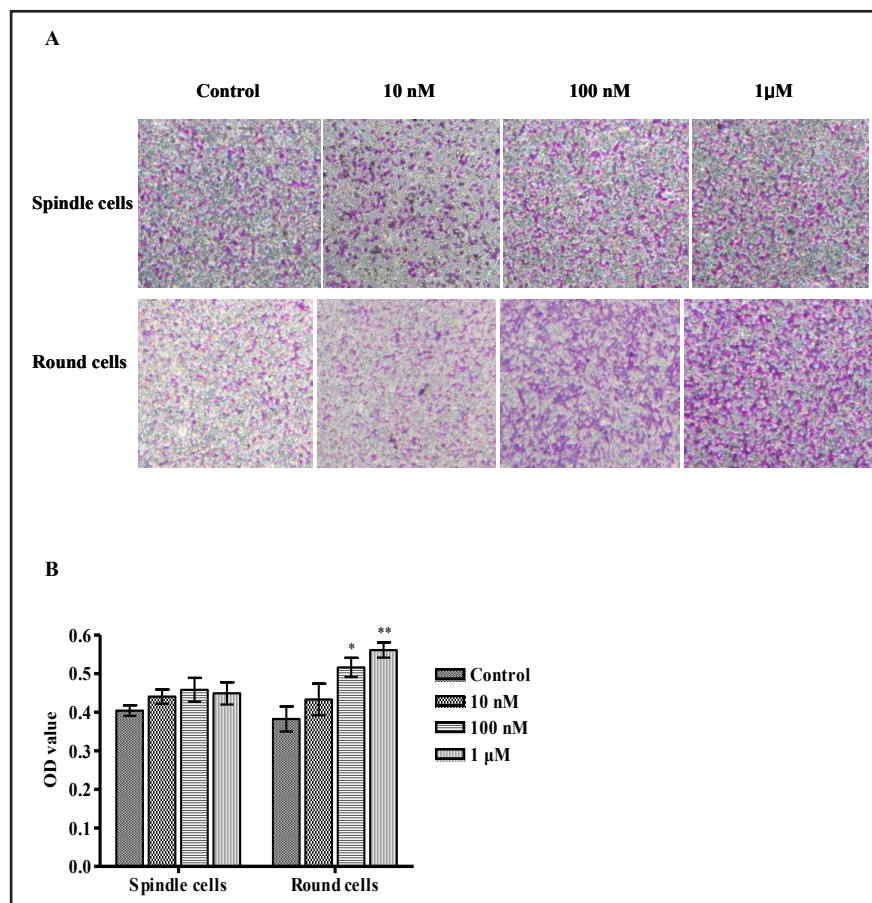 A
Control 10 nM 100 nM 1μM
Spindle cells
Round cells
B
0.6
0.5
0.4
0.3
0.2
0.1
0.0
OD value
* **
Spindle cells Round cells
Control
10 nM
100 nM
1 μM